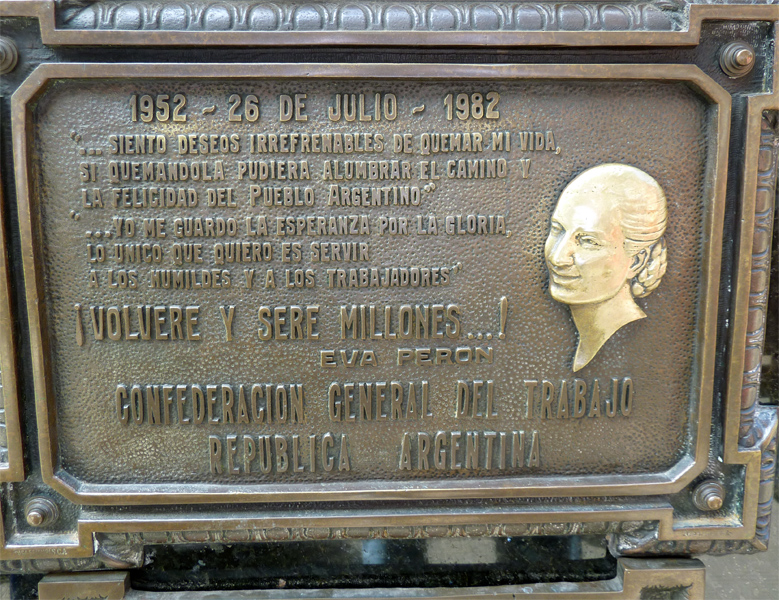 1952 - 26 DE JULIO - 1982
"...SIENTO DESEOS IRREFRENABLES DE QUEMAR MI VIDA,
SI QUEMANDOLA PUDIERA ALUMBRAR EL CAMINO Y
LA FELICIDAD DEL PUEBLO ARGENTINO"
"...YO ME GUARDO LA ESPERANZA POR LA GLORIA,
LO UNICO QUE QUIERO ES SERVIR
A LOS HUMILDES Y A LOS TRABAJADORES"
¡VOLVERE Y SERE MILLONES...!
EVA PERON
CONFEDERACION GENERAL DEL TRABAJO
REPUBLICA ARGENTINA